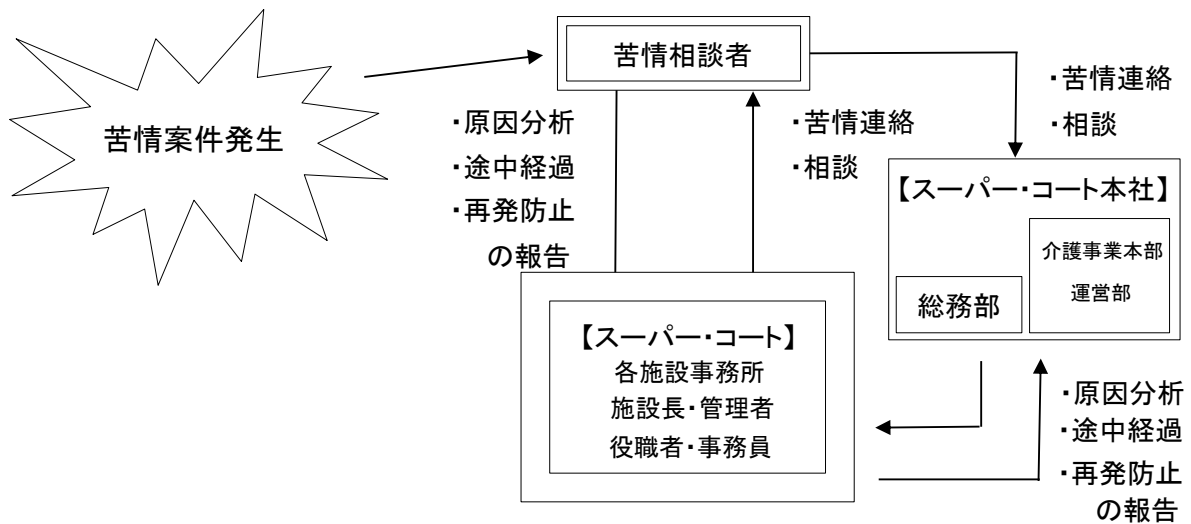 苦情案件発生
苦情相談者
・原因分析
・途中経過
・再発防止
の報告
・苦情連絡
・相談
・苦情連絡
・相談
【スーパー・コート本社】
介護事業本部
運営部
総務部
【スーパー・コート】
各施設事務所
施設長・管理者
役職者・事務員
・原因分析
・途中経過
・再発防止
の報告